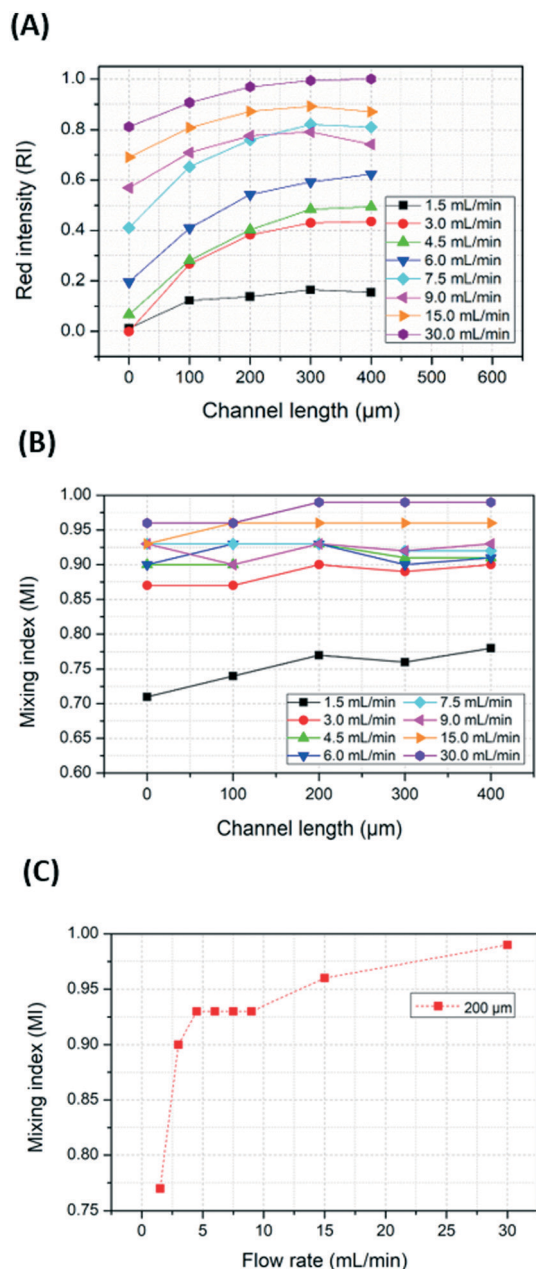 (A)
Red intensity (RI)
1.0
0.8
0.6
0.4
0.2
0.0
1.5 mL/min
3.0 mL/min
4.5 mL/min
6.0 mL/min
7.5 mL/min
9.0 mL/min
15.0 mL/min
30.0 mL/min
0 100 200 300 400 500 600
Channel length (μm)
(B)
Mixing index (MI)
1.00
0.95
0.90
0.85
0.80
0.75
0.70
0.65
0.60
1.5 mL/min 7.5 mL/min
3.0 mL/min 9.0 mL/min
4.5 mL/min 15.0 mL/min
6.0 mL/min 30.0 mL/min
0 100 200 300 400
Channel length (μm)
(C)
Mixing index (MI)
1.00
0.95
0.90
0.85
0.80
0.75
200 μm
0 5 10 15 20 25 30
Flow rate (mL/min)